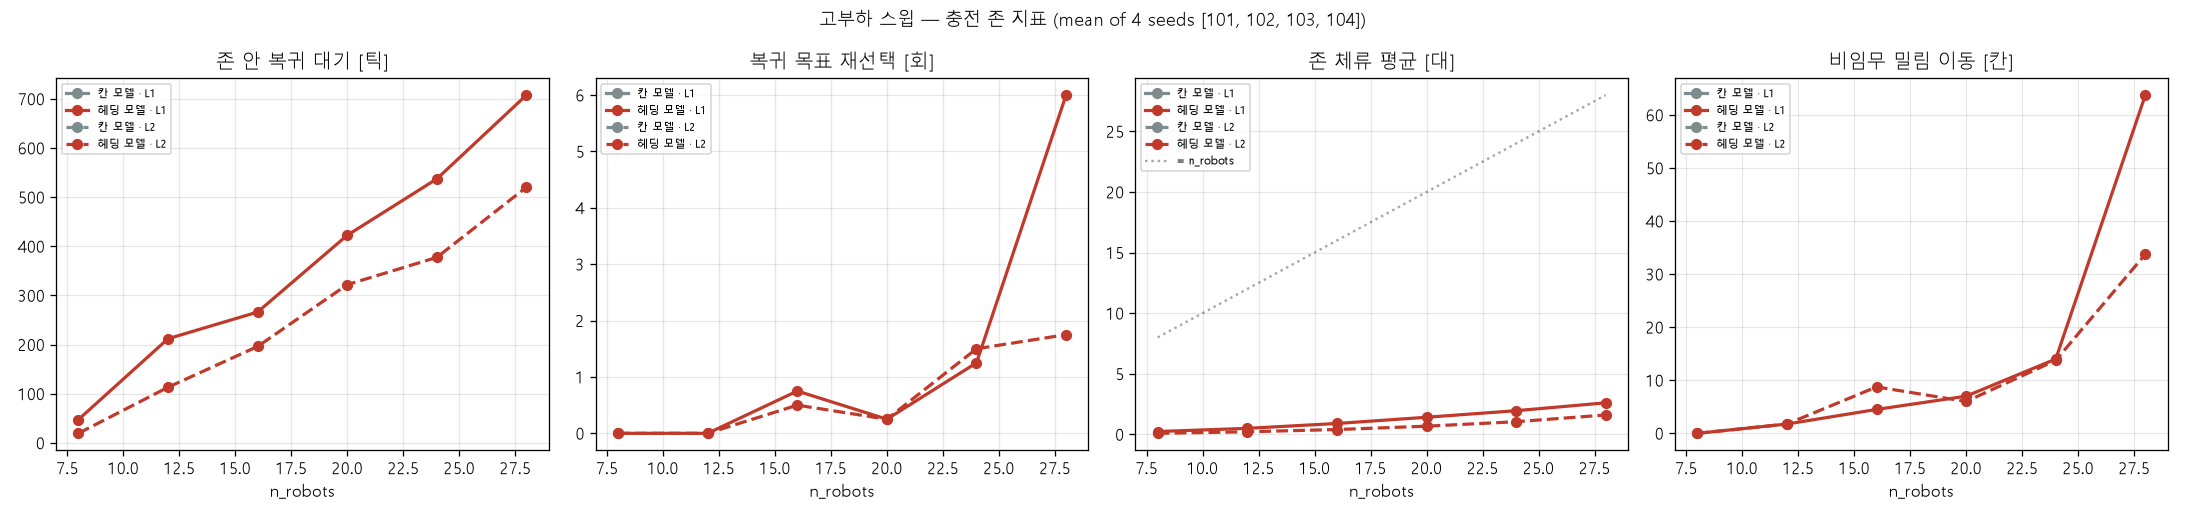 고부하 스윕 — 충전 존 지표 (mean of 4 seeds [101, 102, 103, 104])
존 안 복귀 대기 [틱]
칸 모델 · L1
헤딩 모델 · L1
칸 모델 · L2
헤딩 모델 · L2
700
600
500
400
300
200
100
0
7.5 10.0 12.5 15.0 17.5 20.0 22.5 25.0 27.5
n_robots
복귀 목표 재선택 [회]
칸 모델 · L1
헤딩 모델 · L1
칸 모델 · L2
헤딩 모델 · L2
6
5
4
3
2
1
0
7.5 10.0 12.5 15.0 17.5 20.0 22.5 25.0 27.5
n_robots
존 체류 평균 [대]
칸 모델 · L1
헤딩 모델 · L1
칸 모델 · L2
헤딩 모델 · L2
= n_robots
25
20
15
10
5
0
7.5 10.0 12.5 15.0 17.5 20.0 22.5 25.0 27.5
n_robots
비임무 밀림 이동 [칸]
칸 모델 · L1
헤딩 모델 · L1
칸 모델 · L2
헤딩 모델 · L2
60
50
40
30
20
10
0
7.5 10.0 12.5 15.0 17.5 20.0 22.5 25.0 27.5
n_robots